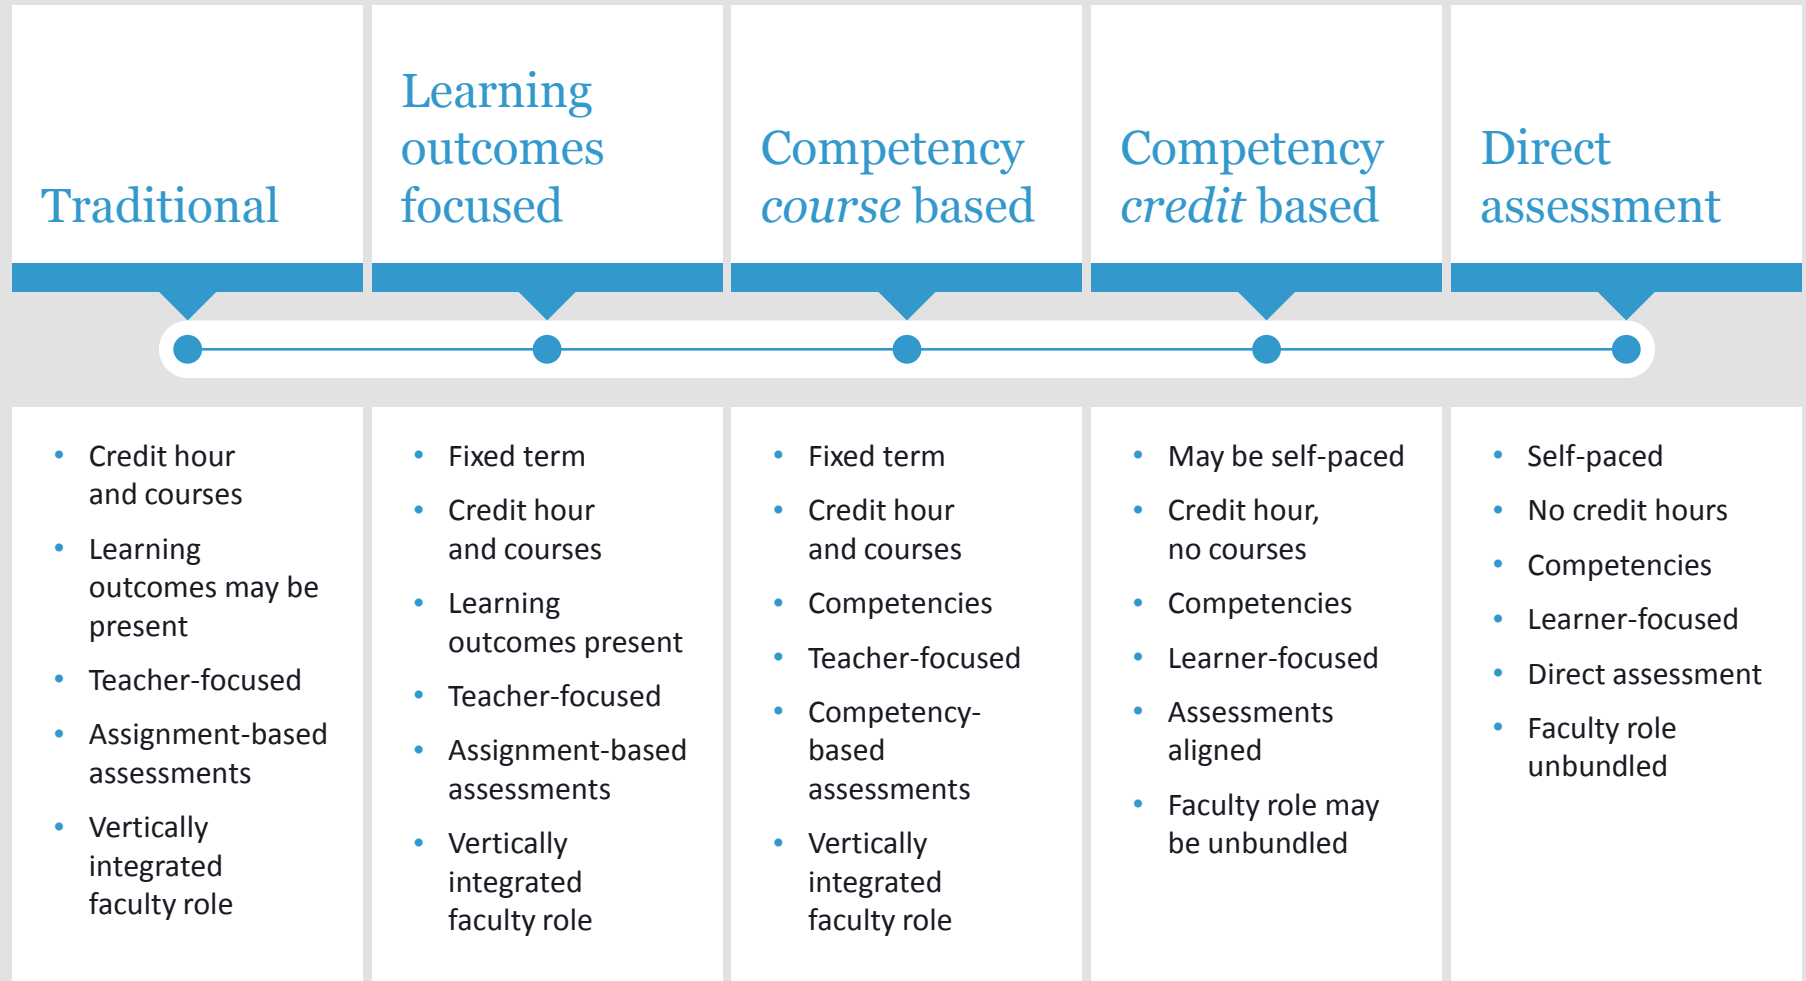 Traditional
Learning
outcomes
focused
Competency
course based
Competency
credit based
Direct
assessment
• Credit hour
and courses
• Learning
outcomes may be
present
• Teacher-focused
• Assignment-based
assessments
• Vertically
integrated
faculty role
• Fixed term
• Credit hour
and courses
• Learning
outcomes present
• Teacher-focused
• Assignment-based
assessments
• Vertically
integrated
faculty role
• Fixed term
• Credit hour
and courses
• Competencies
• Teacher-focused
• Competency-
based
assessments
• Vertically
integrated
faculty role
• May be self-paced
• Credit hour,
no courses
• Competencies
• Learner-focused
• Assessments
aligned
• Faculty role may
be unbundled
• Self-paced
• No credit hours
• Competencies
• Learner-focused
• Direct assessment
• Faculty role
unbundled